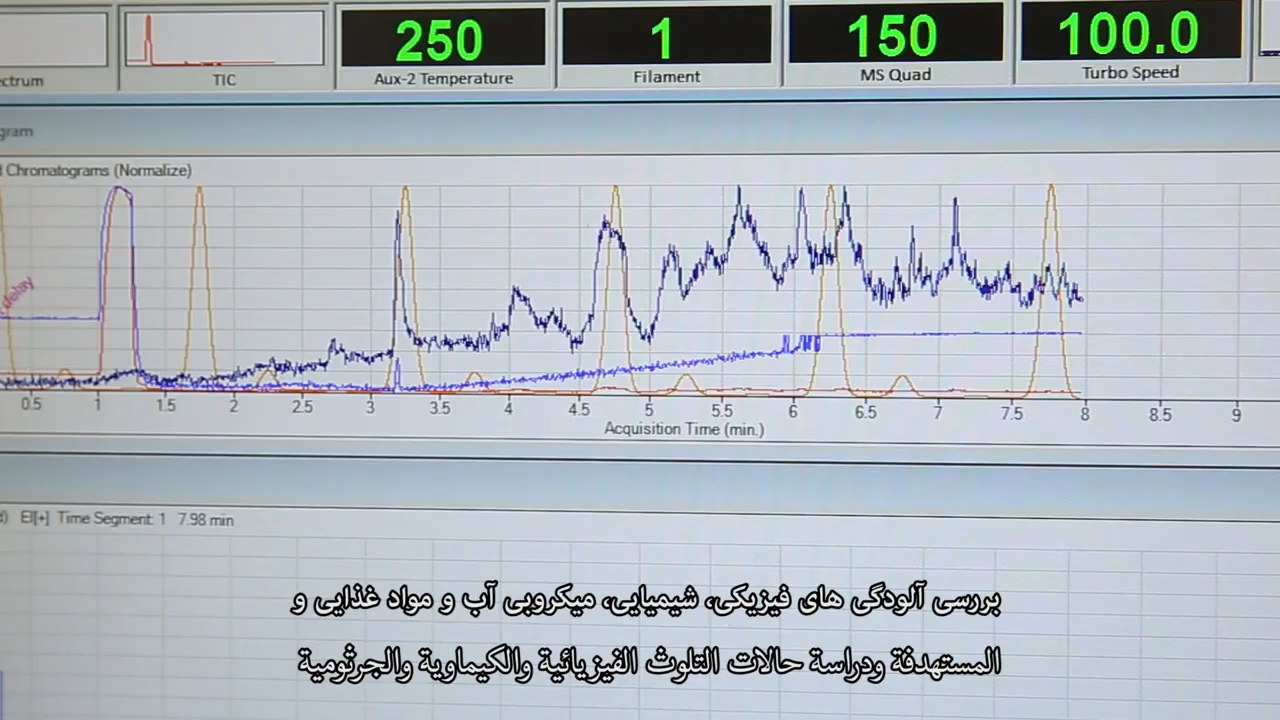 250
1
150
100.0
ctrum
TIC
Aux-2 Temperature
Filament
MS Quad
Turbo Speed
gram
Chromatograms (Normalize)
delay
0.5 1 1.5 2 2.5 3 3.5 4 4.5 5 5.5 6 6.5 7 7.5 8 8.5 9
Acquisition Time (min.)
EI[+] Time Segment: 1 7.98 min
بررسی آلودگی های فیزیکی، شیمیایی، میکروبی آب و مواد غذایی و
المستهدفة ودراسة حالات التلوث الفيزيائية والكيماوية والجرثومية